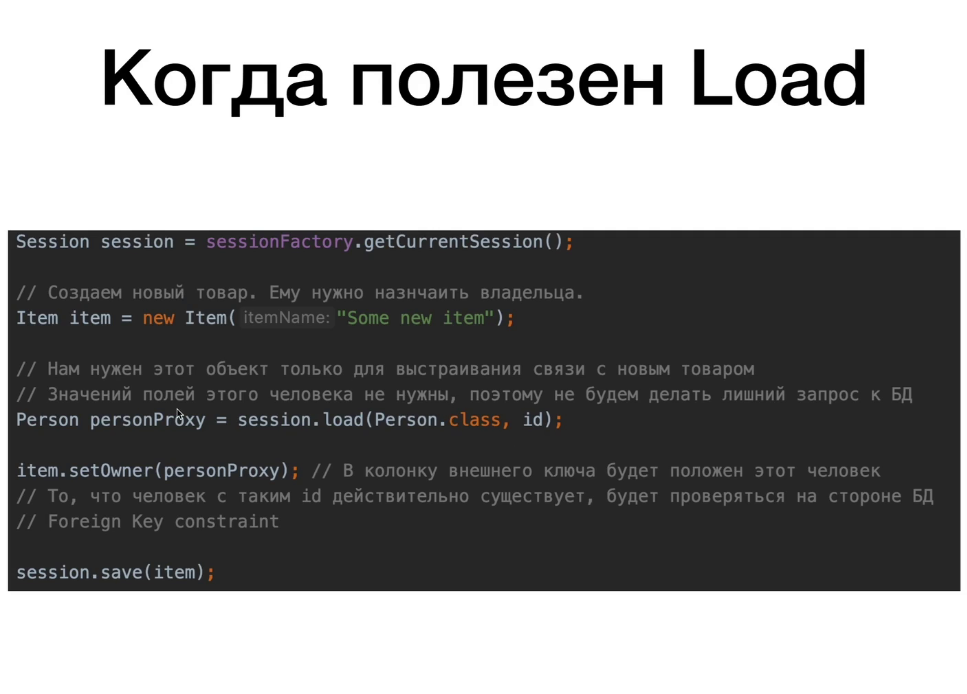 Когда полезен Load
Session session = sessionFactory.getCurrentSession();
// Создаем новый товар. Ему нужно назнчаить владельца.
Item item = new Item( itemName: "Some new item");
// Нам нужен этот объект только для выстраивания связи с новым товаром
// Значений полей этого человека не нужны, поэтому не будем делать лишний запрос к БД
Person personProxy = session.load(Person.class, id);
item.setOwner(personProxy); // В колонку внешнего ключа будет положен этот человек
// То, что человек с таким id действительно существует, будет проверяться на стороне БД
// Foreign Key constraint
session.save(item);